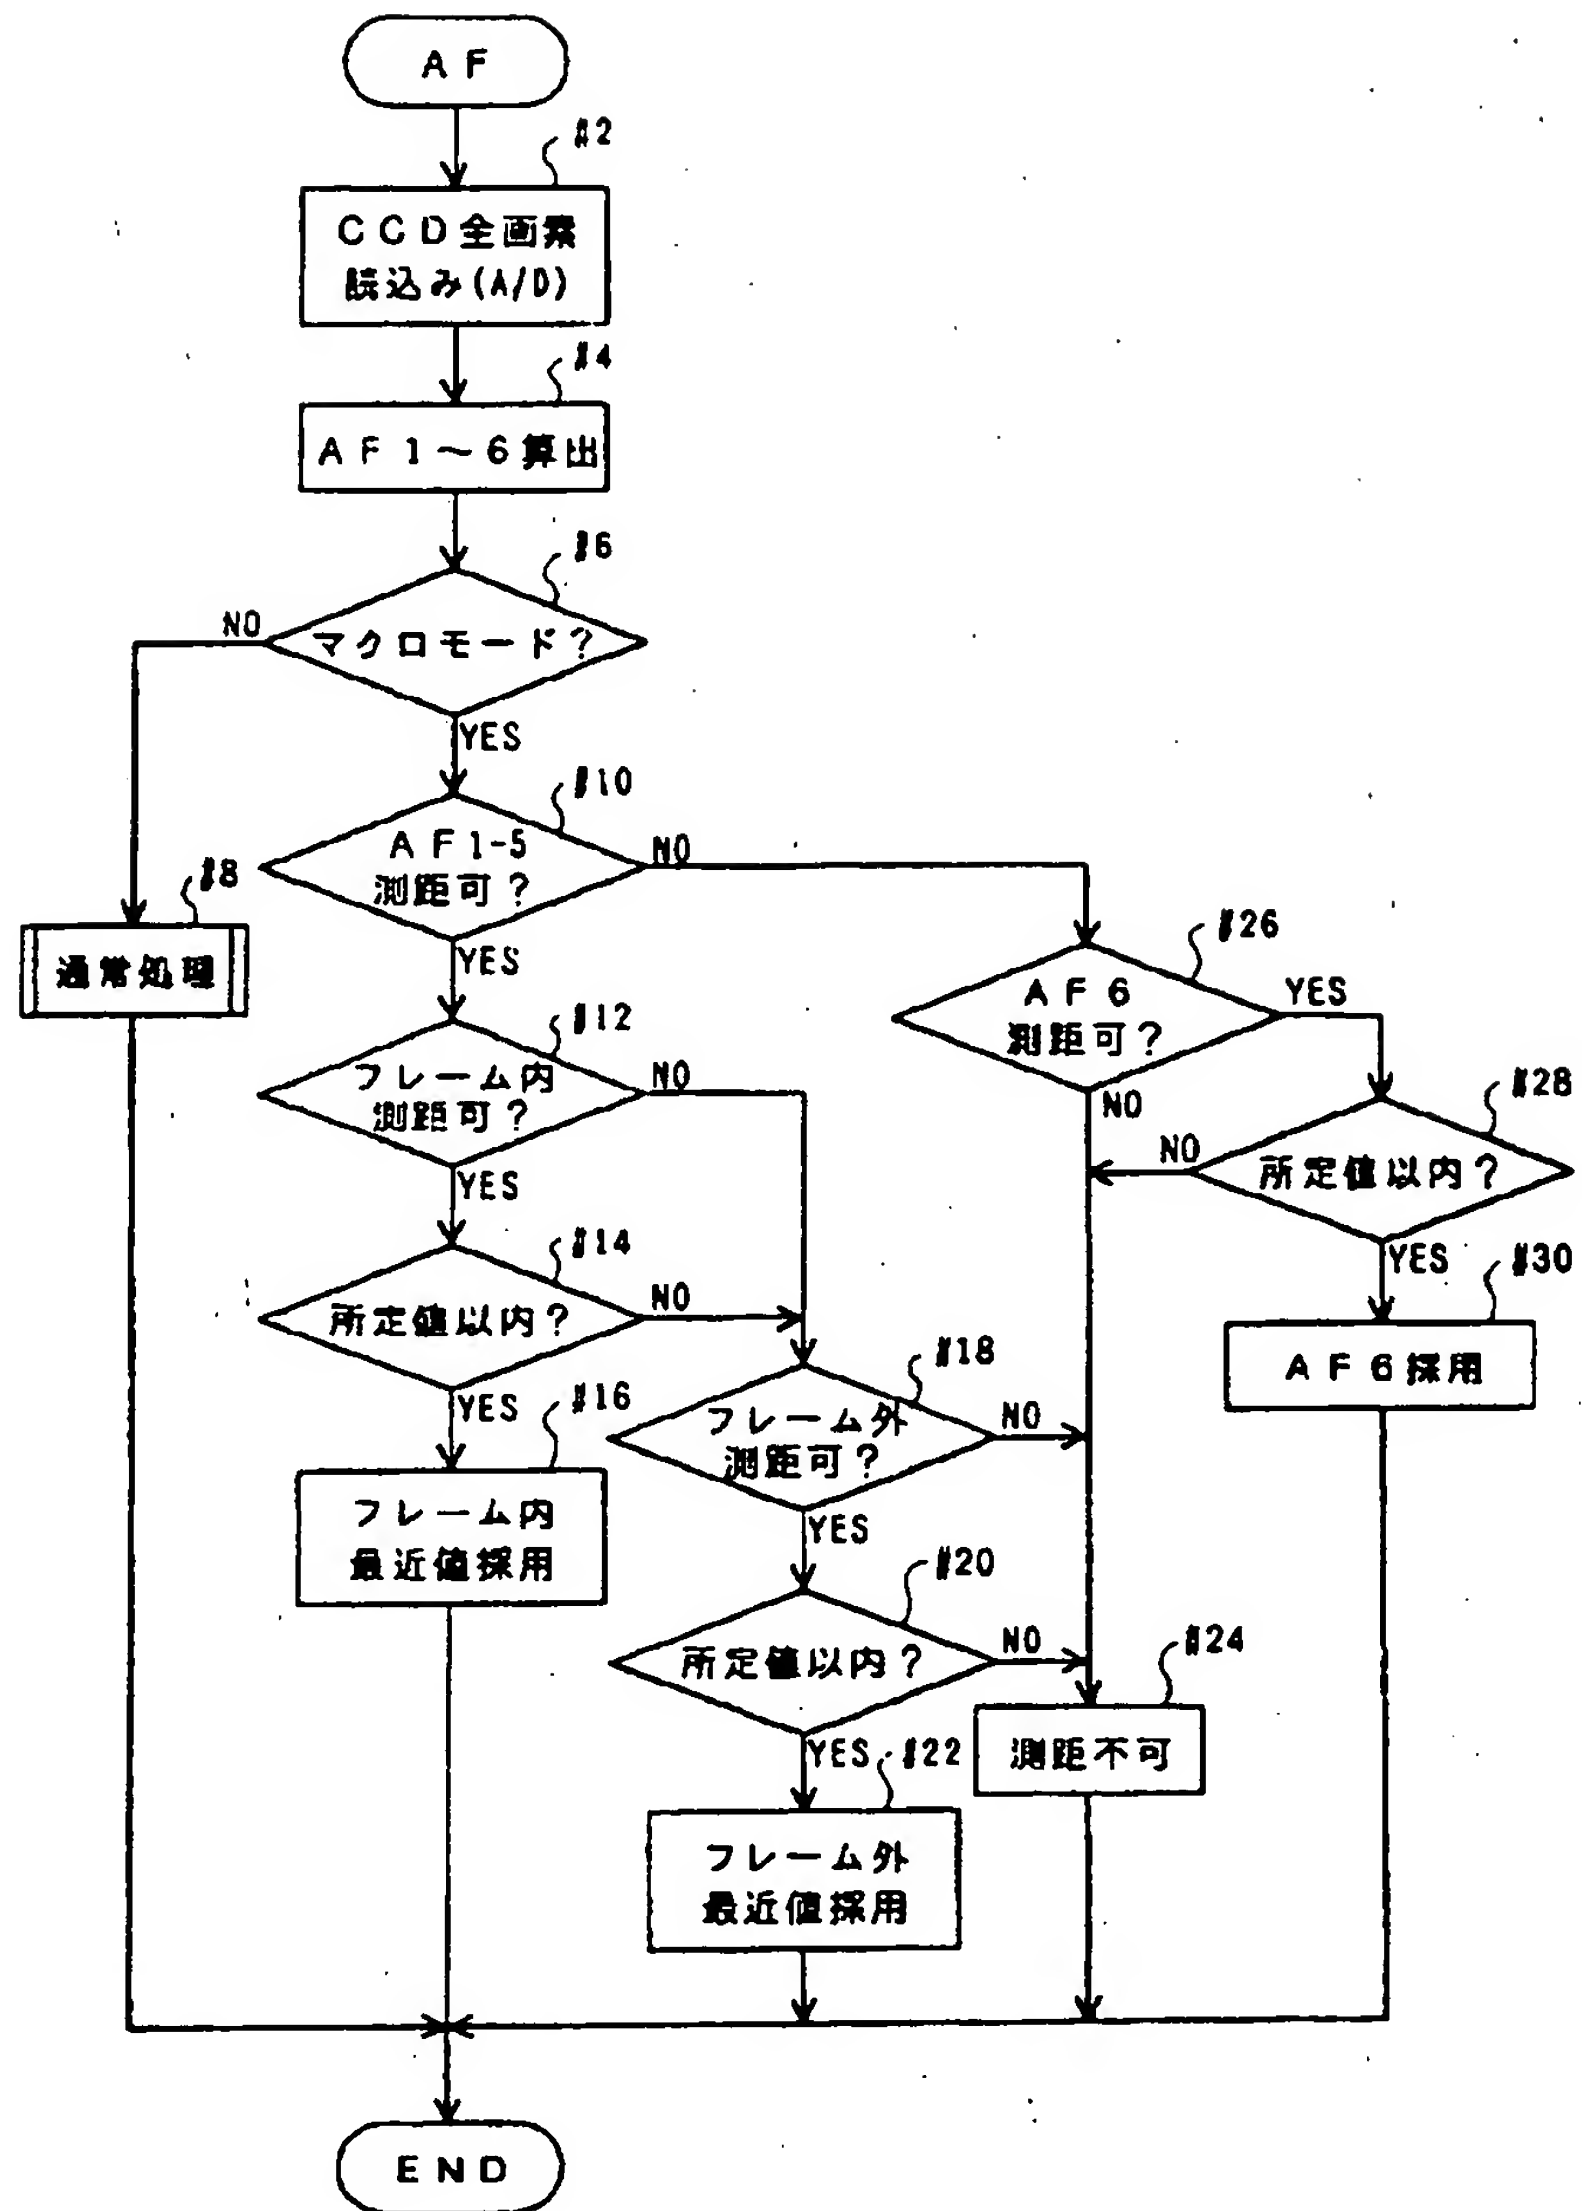 AF
#2
CCD全画素
読込み(A/D)
#4
AF1～6算出
#6
マクロモード？
NO
YES
#10
AF1-5
測距可？
NO
YES
#8
通常処理
#26
AF6
測距可？
YES
NO
#12
フレーム内
測距可？
NO
YES
#28
所定値以内？
NO
YES
#14
所定値以内？
NO
YES
#30
AF6採用
#18
フレーム外
測距可？
NO
YES
#16
フレーム内
最近値採用
#20
所定値以内？
NO
YES
#24
測距不可
#22
フレーム外
最近値採用
END